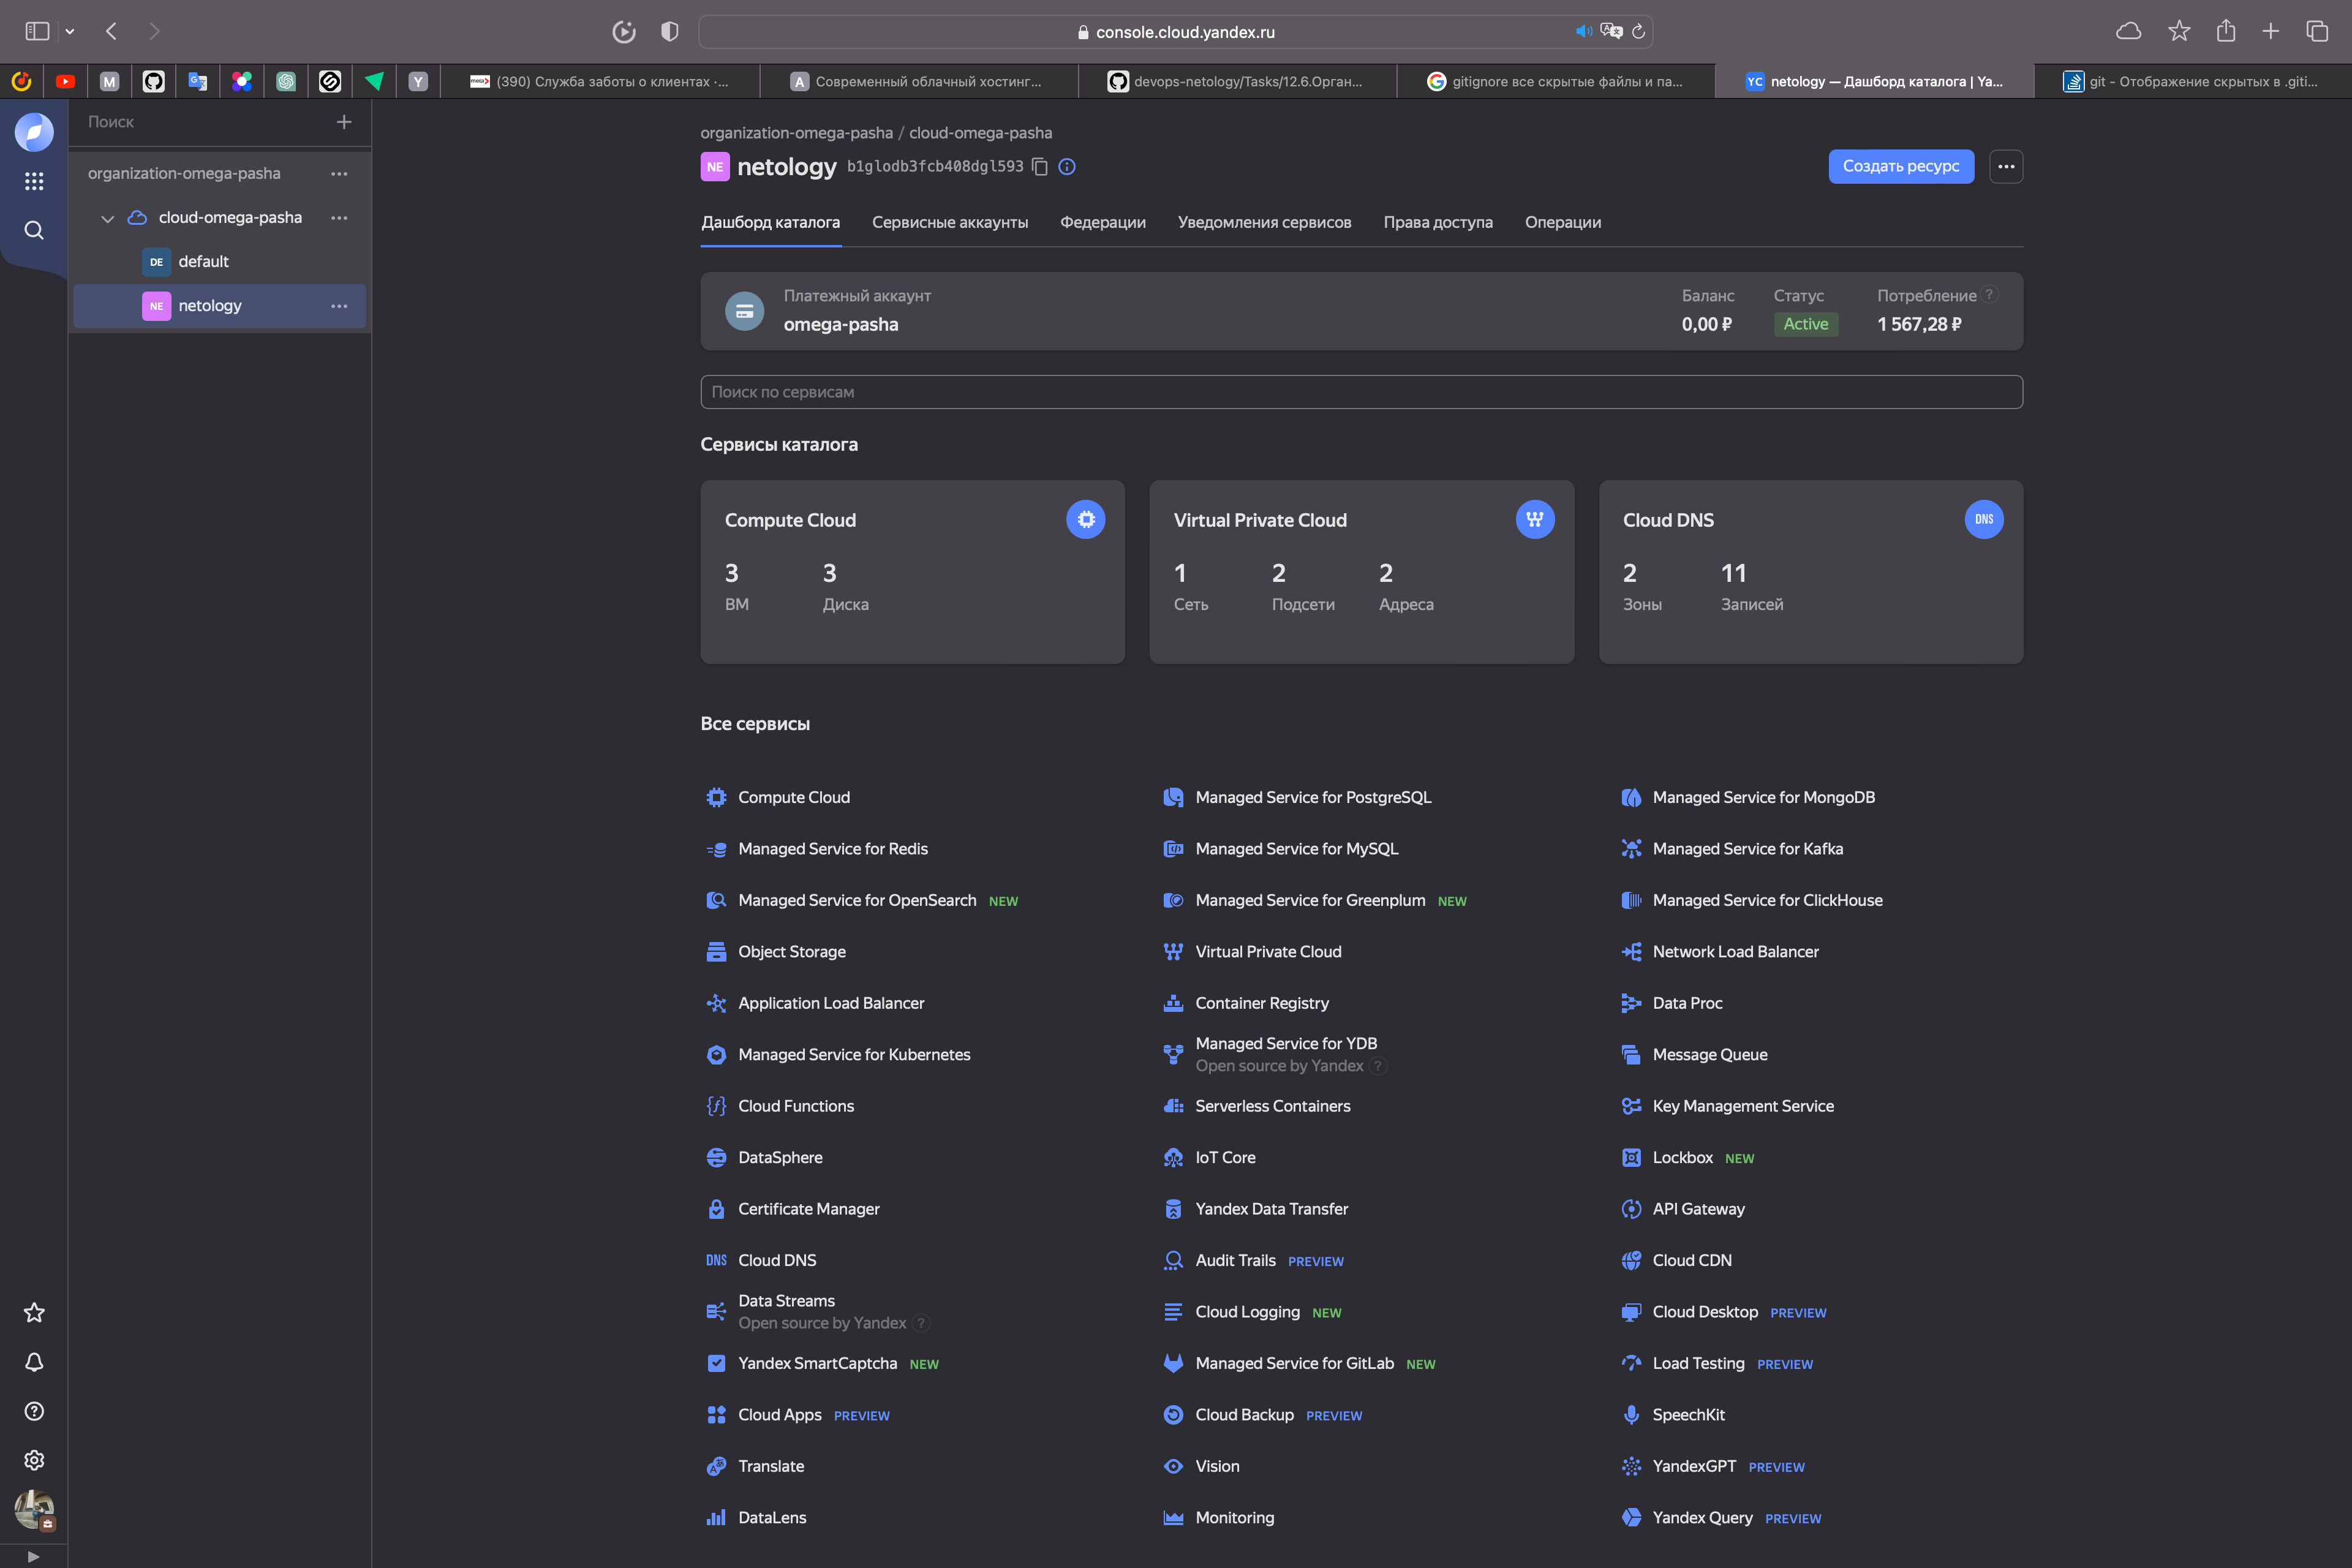 console.cloud.yandex.ru
M
Y
(390) Служба заботы о клиентах ·...
A
Современный облачный хостинг...
devops-netology/Tasks/12.6.Орган...
gitignore все скрытые файлы и па...
YC
netology — Дашборд каталога | Ya...
git - Отображение скрытых в .giti...
Поиск
organization-omega-pasha
cloud-omega-pasha
DE
default
NE
netology
organization-omega-pasha / cloud-omega-pasha
NE
netology
b1glodb3fcb408dgl593
Создать ресурс
Дашборд каталога
Сервисные аккаунты
Федерации
Уведомления сервисов
Права доступа
Операции
Платежный аккаунт
omega-pasha
Баланс
0,00 ₽
Статус
Active
Потребление ?
1 567,28 ₽
Поиск по сервисам
Сервисы каталога
Compute Cloud
3
ВМ
3
Диска
Virtual Private Cloud
1
Сеть
2
Подсети
2
Адреса
Cloud DNS
DNS
2
Зоны
11
Записей
Все сервисы
Compute Cloud
Managed Service for PostgreSQL
Managed Service for MongoDB
Managed Service for Redis
Managed Service for MySQL
Managed Service for Kafka
Managed Service for OpenSearch NEW
Managed Service for Greenplum NEW
Managed Service for ClickHouse
Object Storage
Virtual Private Cloud
Network Load Balancer
Application Load Balancer
Container Registry
Data Proc
Managed Service for Kubernetes
Managed Service for YDB
Open source by Yandex ?
Message Queue
Cloud Functions
Serverless Containers
Key Management Service
DataSphere
IoT Core
Lockbox NEW
Certificate Manager
Yandex Data Transfer
API Gateway
DNS Cloud DNS
Audit Trails PREVIEW
Cloud CDN
Data Streams
Open source by Yandex ?
Cloud Logging NEW
Cloud Desktop PREVIEW
Yandex SmartCaptcha NEW
Managed Service for GitLab NEW
Load Testing PREVIEW
Cloud Apps PREVIEW
Cloud Backup PREVIEW
SpeechKit
Translate
Vision
YandexGPT PREVIEW
DataLens
Monitoring
Yandex Query PREVIEW